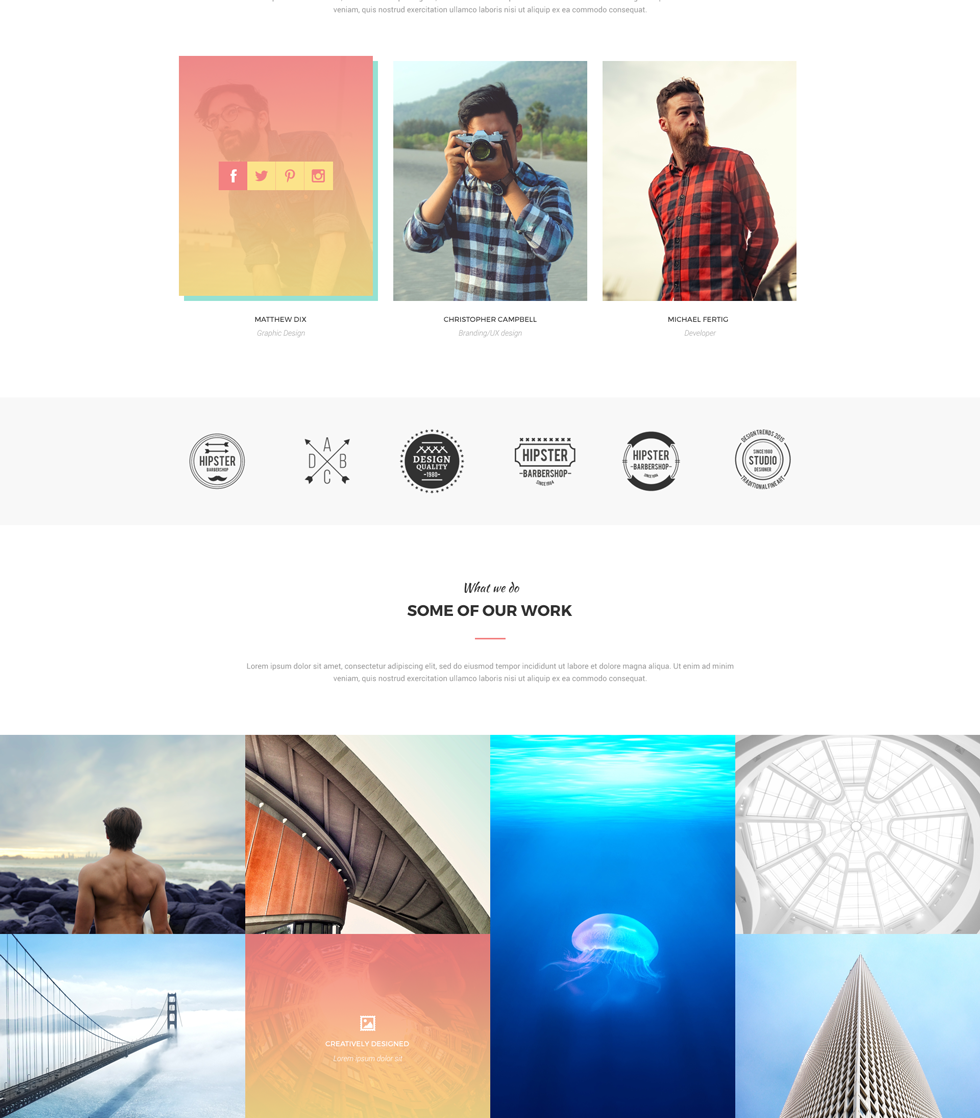 veniam, quis nostrud exercitation ullamco laboris nisi ut aliquip ex ea commodo consequat.
MATTHEW DIX
CHRISTOPHER CAMPBELL
MICHAEL FERTIG
Graphic Design
Branding/UX design
Developer
HIPSTER
BARBERSHOP
A
D B
C
DESIGN
QUALITY
-1980-
HIPSTER
-BARBERSHOP-
SINCE 1984
HIPSTER
-BARBERSHOP-
DESIGN TRENDS 2015
SINCE 1988
STUDIO
DESIGNER
TRADITIONAL FINE ART
What we do
SOME OF OUR WORK
Lorem ipsum dolor sit amet, consectetur adipiscing elit, sed do eiusmod tempor incididunt ut labore et dolore magna aliqua. Ut enim ad minim
veniam, quis nostrud exercitation ullamco laboris nisi ut aliquip ex ea commodo consequat.
CREATIVELY DESIGNED
Lorem ipsum dolor sit